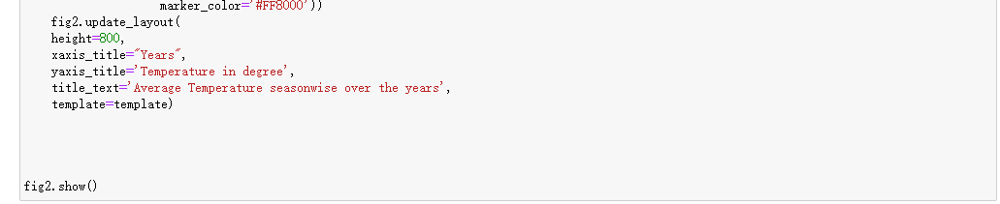 marker_color='#FF8000'))
fig2.update_layout(
height=800,
xaxis_title="Years",
yaxis_title='Temperature in degree',
title_text='Average Temperature seasonwise over the years',
template=template)
fig2.show()